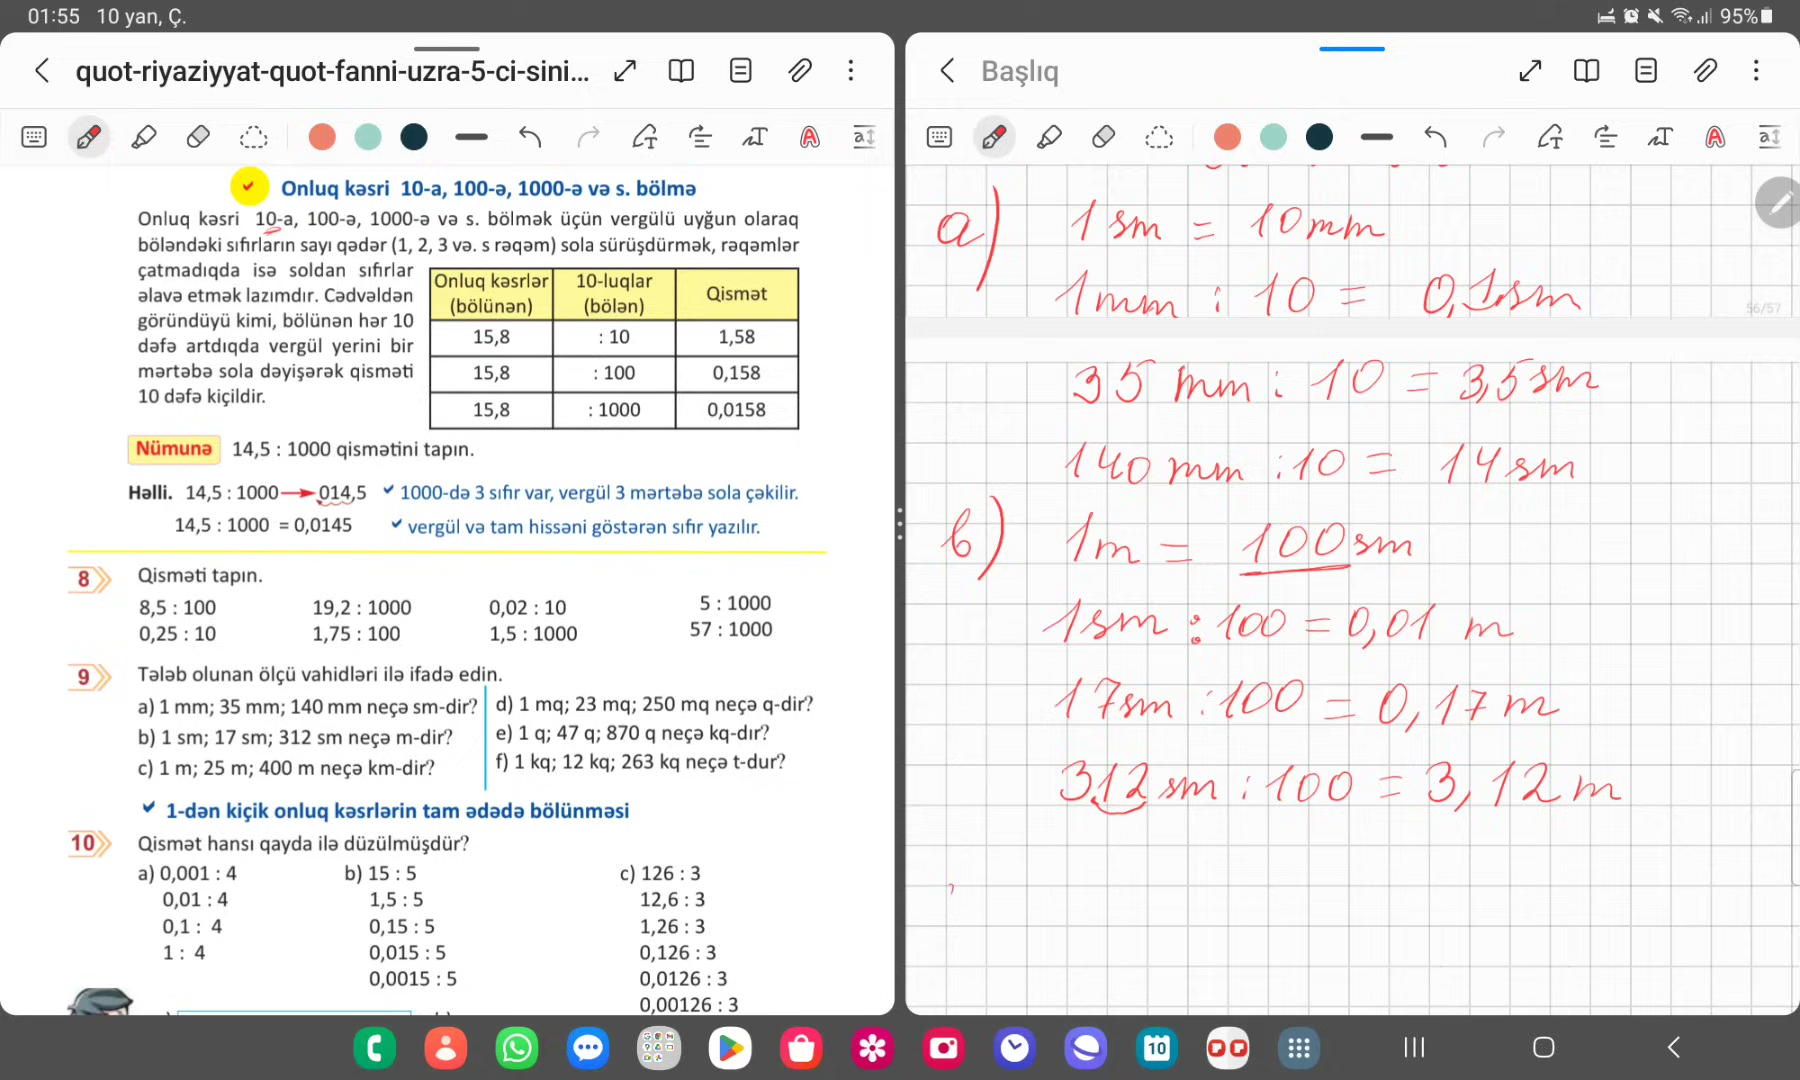 01:55 10 yan, Ç.
95%
quot-riyaziyyat-quot-fanni-uzra-5-ci-sini...
Onluq kəsri 10-a, 100-ə, 1000-ə və s. bölmə
Onluq kəsri 10-a, 100-ə, 1000-ə və s. bölmək üçün vergülü uyğun olaraq
böləndəki sıfırların sayı qədər (1, 2, 3 və. s rəqəm) sola sürüşdürmək, rəqəmlər
çatmadıqda isə soldan sıfırlar
əlavə etmək lazımdır. Cədvəldən
göründüyü kimi, bölünən hər 10
dəfə artdıqda vergül yerini bir
mərtəbə sola dəyişərək qisməti
10 dəfə kiçildir.
Onluq kəsrlər (bölünən) 10-luqlar (bölən) Qismət
15,8 : 10 1,58
15,8 : 100 0,158
15,8 : 1000 0,0158
Nümunə 14,5 : 1000 qismətini tapın.
Həlli. 14,5 : 1000 014,5 1000-də 3 sıfır var, vergül 3 mərtəbə sola çəkilir.
14,5 : 1000 = 0,0145 vergül və tam hissəni göstərən sıfır yazılır.
8 Qisməti tapın.
8,5 : 100 19,2 : 1000 0,02 : 10 5 : 1000
0,25 : 10 1,75 : 100 1,5 : 1000 57 : 1000
9 Tələb olunan ölçü vahidləri ilə ifadə edin.
a) 1 mm; 35 mm; 140 mm neçə sm-dir?
b) 1 sm; 17 sm; 312 sm neçə m-dir?
c) 1 m; 25 m; 400 m neçə km-dir?
d) 1 mq; 23 mq; 250 mq neçə q-dir?
e) 1 q; 47 q; 870 q neçə kq-dır?
f) 1 kq; 12 kq; 263 kq neçə t-dur?
1-dən kiçik onluq kəsrlərin tam ədədə bölünməsi
10 Qismət hansı qayda ilə düzülmüşdür?
a) 0,001 : 4
0,01 : 4
0,1 : 4
1 : 4
b) 15 : 5
1,5 : 5
0,15 : 5
0,015 : 5
0,0015 : 5
c) 126 : 3
12,6 : 3
1,26 : 3
0,126 : 3
0,0126 : 3
0,00126 : 3
Başlıq
a) 1 sm = 10 mm
1 mm : 10 = 0,1 sm
56/57
35 mm : 10 = 3,5 sm
140 mm : 10 = 14 sm
b) 1m = 100 sm
1sm : 100 = 0,01 m
17sm : 100 = 0,17 m
312 sm : 100 = 3,12 m
10